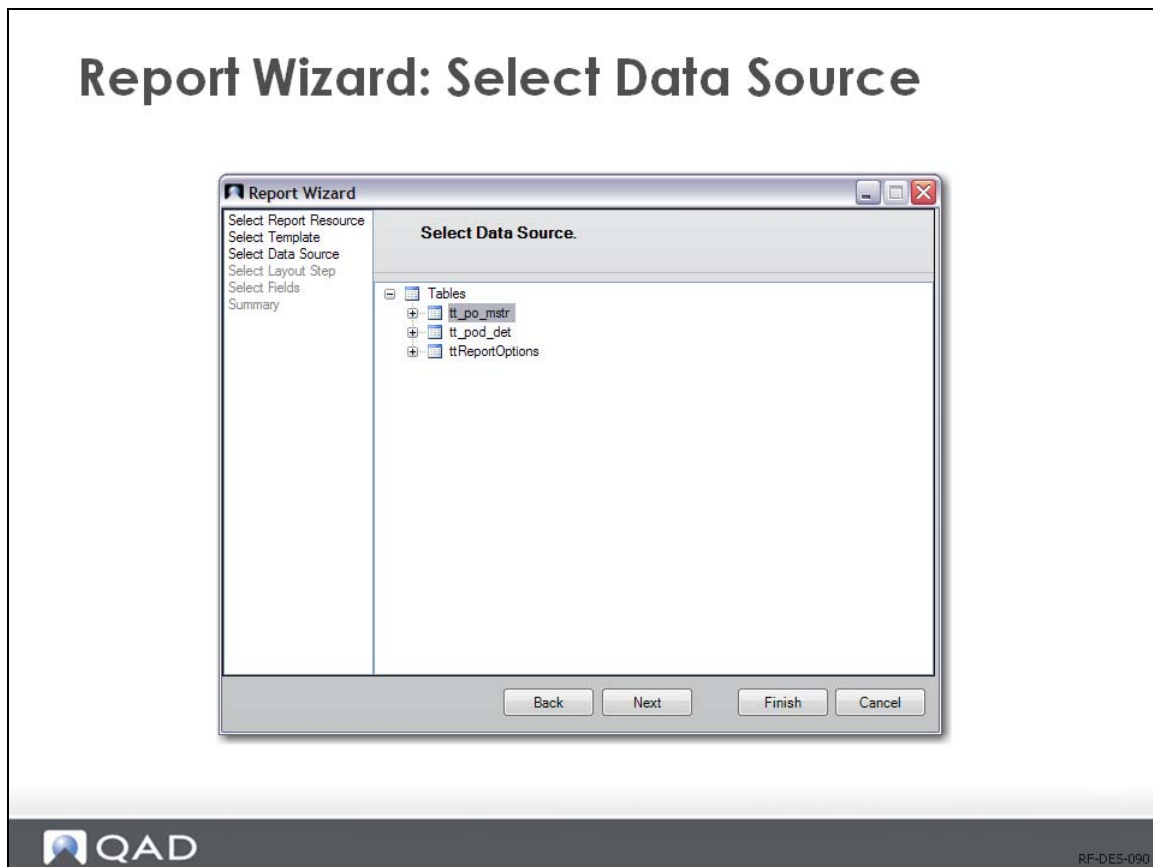 Report Wizard: Select Data Source
Report Wizard
Select Report Resource
Select Template
Select Data Source
Select Layout Step
Select Fields
Summary
Select Data Source.
Tables
tt_po_mstr
tt_pod_det
ttReportOptions
Back
Next
Finish
Cancel
QAD
RF-DES-090